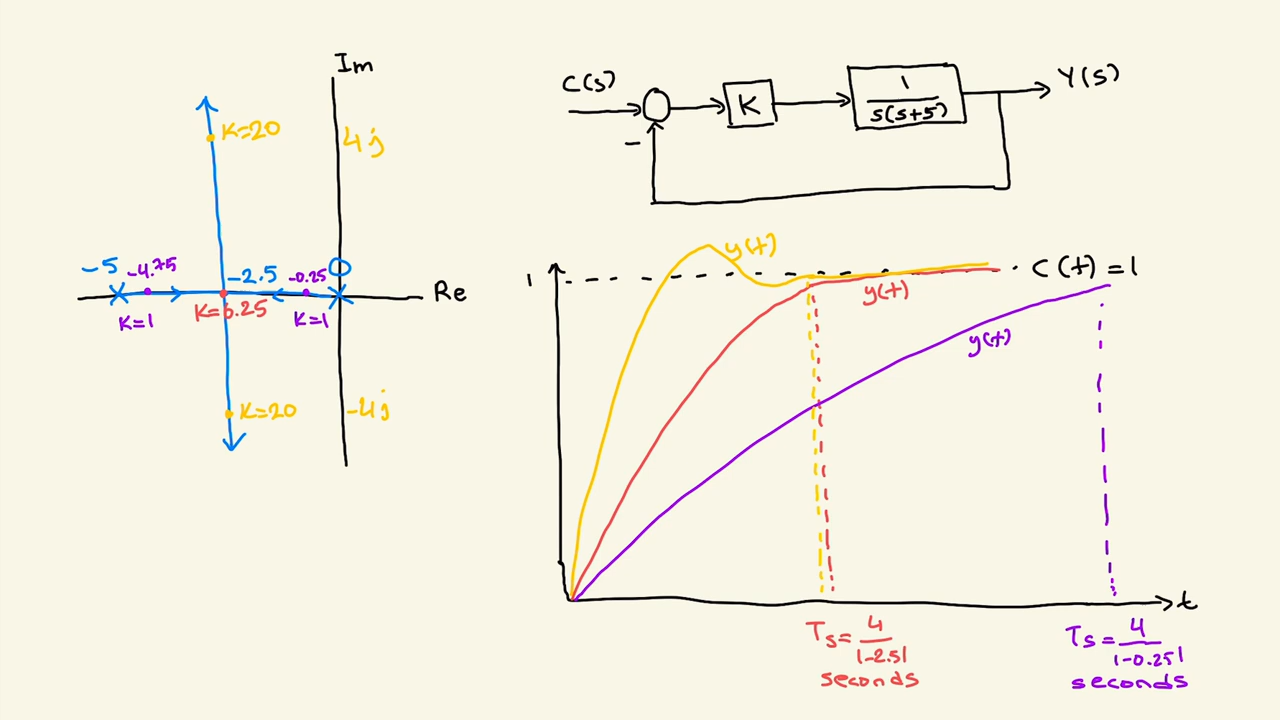 Im
K=20
4j
-5
-4.75
-2.5
-0.25
0
Re
K=1
K=6.25
K=1
K=20
-4j
C(s)
K
1
s(s+5)
Y(s)
-
y(t)
1
c(t)=1
y(t)
y(t)
t
Ts=4
|-2.5|
seconds
Ts=4
|-0.25|
seconds